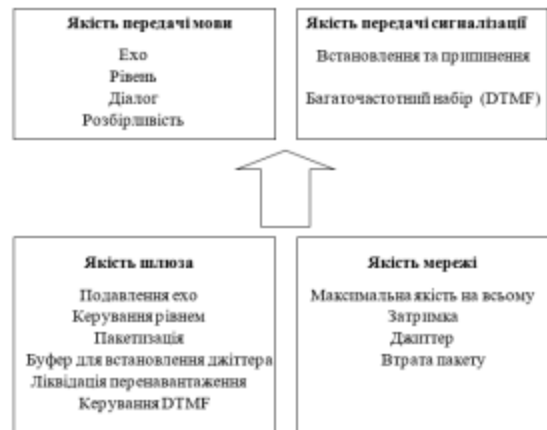 Якість передачі мови
Ехо
Рівень
Діалог
Розбірливість
Якість передачі сигналізації
Встановлення та припинення
Багаточастотний набір (DTMF)
Якість шлюза
Подавлення ехо
Керування рівнем
Пакетизація
Буфер для встановлення джіттера
Ліквідація перенавантаження
Керування DTMF
Якість мережі
Максимальна якість на всьому
Затримка
Джиттер
Втрата пакету